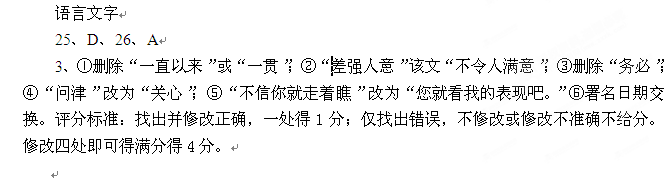 语言文字
25、D、26、A
3、①删除“一直以来”或“一贯”；②“差强人意”该文“不令人满意”；③删除“务必”；
④“问津”改为“关心”；⑤“不信你就走着瞧”改为“您就看我的表现吧。”⑥署名日期交
换。评分标准：找出并修改正确，一处得1分；仅找出错误，不修改或修改不准确不给分。
修改四处即可得满分得4分。